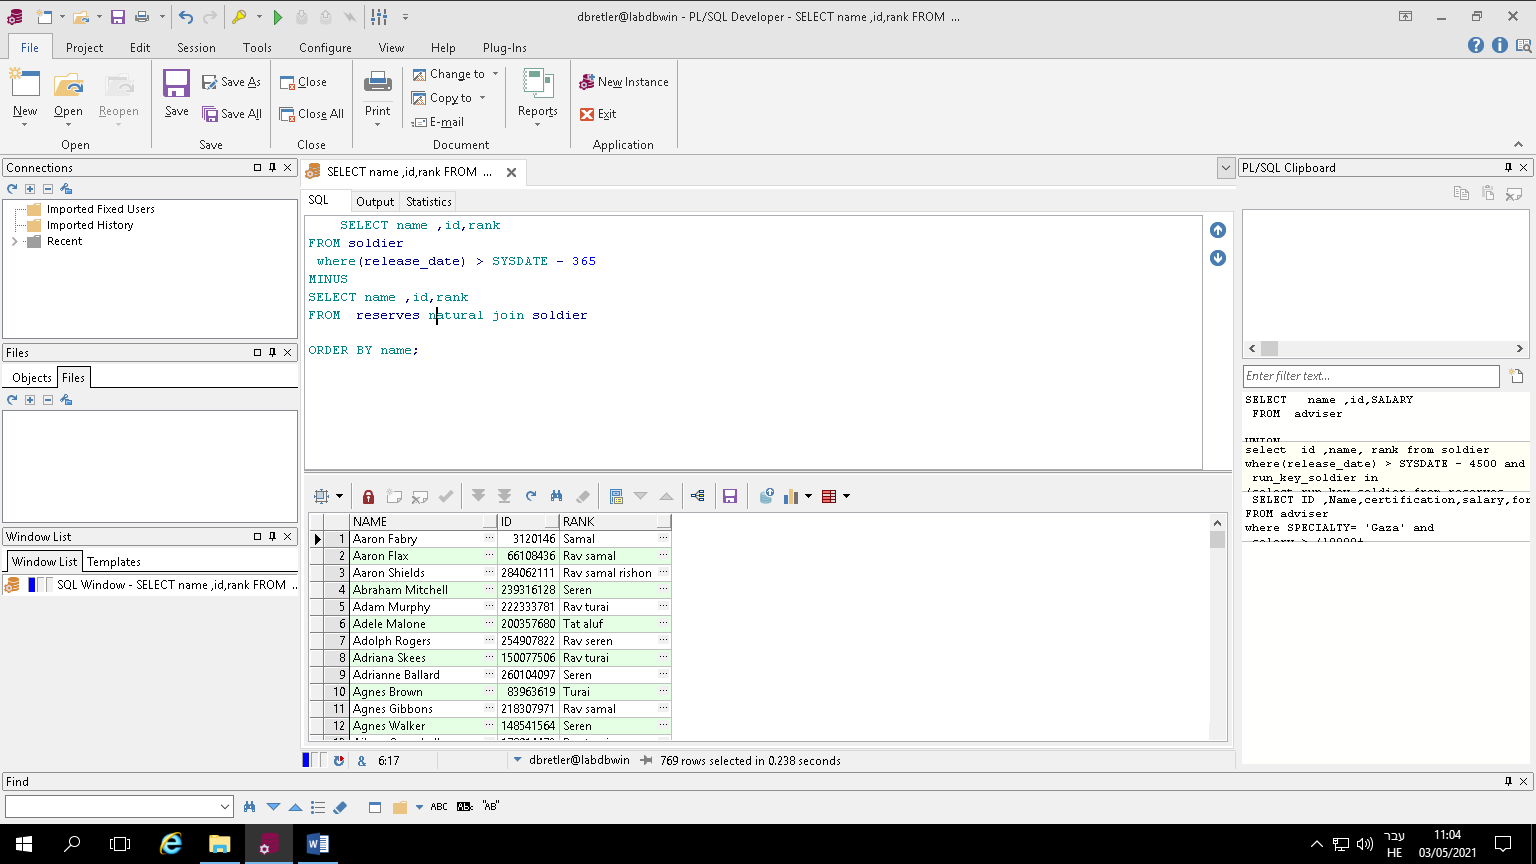 dbretler@labdbwin - PL/SQL Developer - SELECT name ,id,rank FROM ...
File Project Edit Session Tools Configure View Help Plug-Ins
New Open Reopen Save Save As Save All Close Close All Print Change to Copy to E-mail Reports New Instance Exit
Open Save Close Document Application
Connections
Imported Fixed Users
Imported History
Recent
Files
Objects Files
Window List
Window List Templates
SQL Window - SELECT name ,id,rank FROM ...
SELECT name ,id,rank FROM ...
SQL Output Statistics
SELECT name ,id,rank
FROM soldier
where(release_date) > SYSDATE - 365
MINUS
SELECT name ,id,rank
FROM reserves natural join soldier
ORDER BY name;
NAME ID RANK
1 Aaron Fabry ... 3120146 Samal ...
2 Aaron Flax ... 66108436 Rav samal ...
3 Aaron Shields ... 284062111 Rav samal rishon ...
4 Abraham Mitchell ... 239316128 Seren ...
5 Adam Murphy ... 222333781 Rav turai ...
6 Adele Malone ... 200357680 Tat aluf ...
7 Adolph Rogers ... 254907822 Rav seren ...
8 Adriana Skees ... 150077506 Rav turai ...
9 Adrianne Ballard ... 260104097 Seren ...
10 Agnes Brown ... 83963619 Turai ...
11 Agnes Gibbons ... 218307971 Rav samal ...
12 Agnes Walker ... 148541564 Seren ...
& 6:17 dbretler@labdbwin 769 rows selected in 0.238 seconds
PL/SQL Clipboard
Enter filter text...
SELECT name ,id,SALARY
FROM adviser
UNION
select id ,name, rank from soldier
where(release_date) > SYSDATE - 4500 and
run_key_soldier in
SELECT ID ,Name,certification,salary,for
FROM adviser
where SPECIALTY= 'Gaza' and
Find
ABC AB "AB"
עבר
HE
11:04
03/05/2021